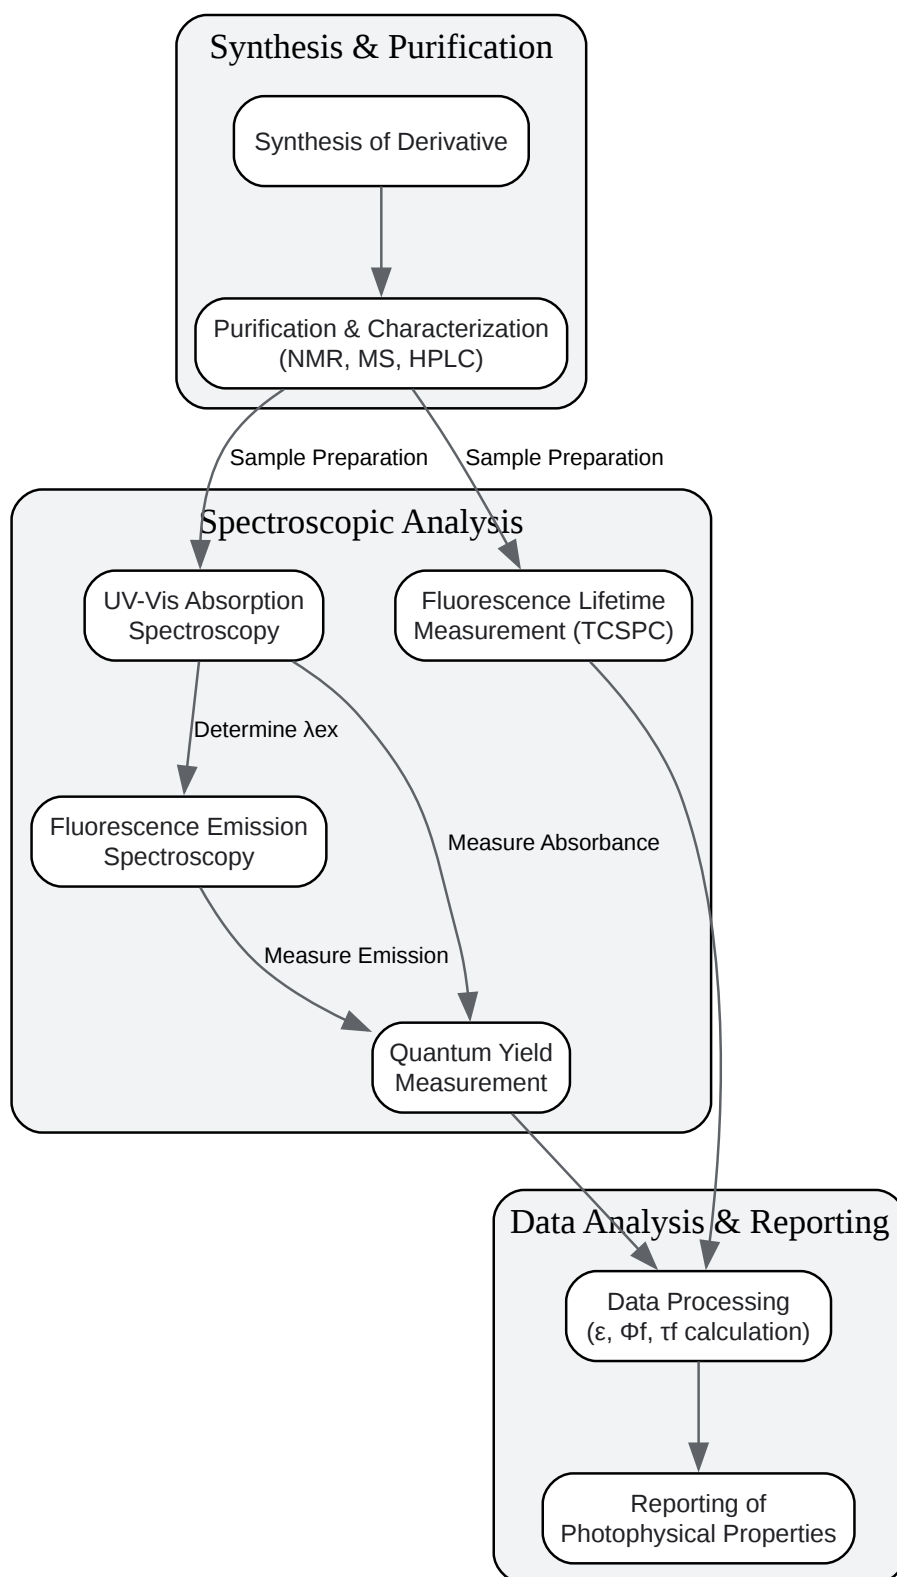 Synthesis & Purification
Synthesis of Derivative
Purification & Characterization
(NMR, MS, HPLC)
Sample Preparation
Sample Preparation
Spectroscopic Analysis
UV-Vis Absorption
Spectroscopy
Fluorescence Lifetime
Measurement (TCSPC)
Determine λex
Fluorescence Emission
Spectroscopy
Measure Absorbance
Measure Emission
Quantum Yield
Measurement
Data Analysis & Reporting
Data Processing
(ε, Φf, τf calculation)
Reporting of
Photophysical Properties